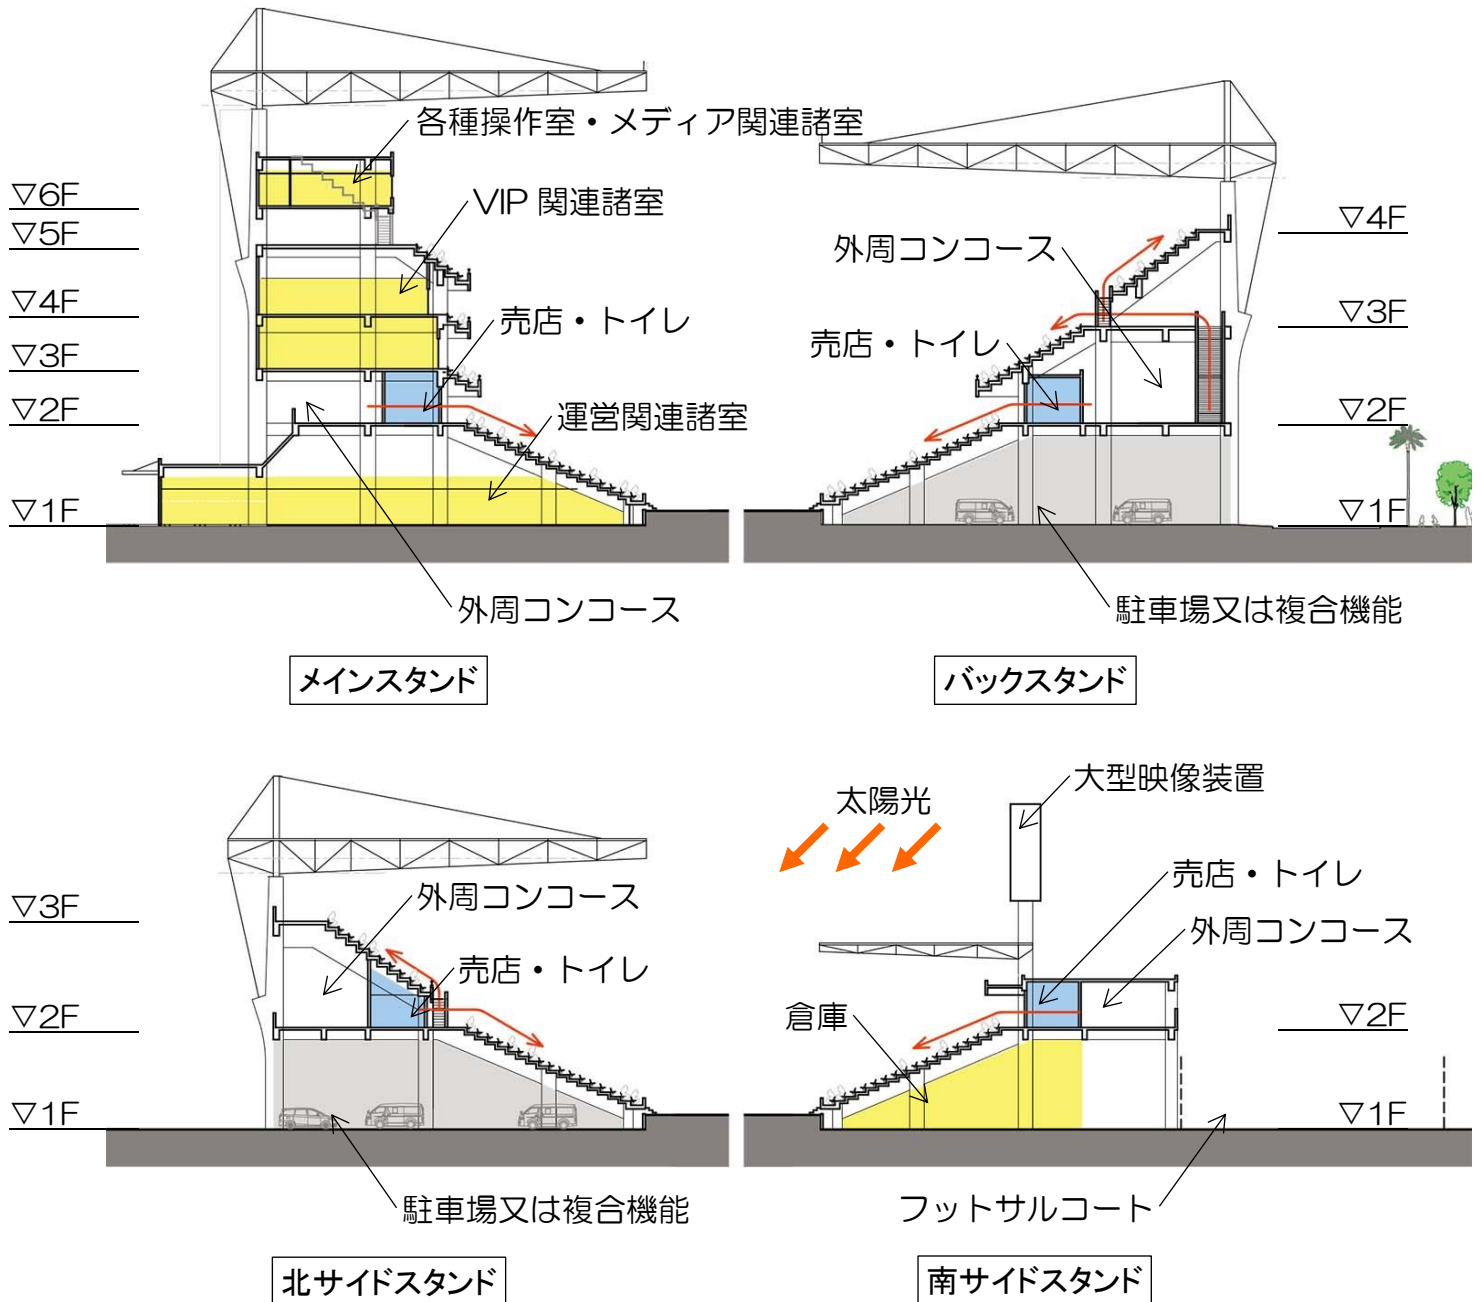 各種操作室・メディア関連諸室
▽6F
VIP 関連諸室
▽5F
▽4F
売店・トイレ
▽3F
▽2F
運営関連諸室
▽1F
外周コンコース
メインスタンド
▽4F
外周コンコース
▽3F
売店・トイレ
▽2F
▽1F
駐車場又は複合機能
バックスタンド
外周コンコース
▽3F
売店・トイレ
▽2F
▽1F
駐車場又は複合機能
北サイドスタンド
大型映像装置
太陽光
売店・トイレ
外周コンコース
倉庫
▽2F
▽1F
フットサルコート
南サイドスタンド